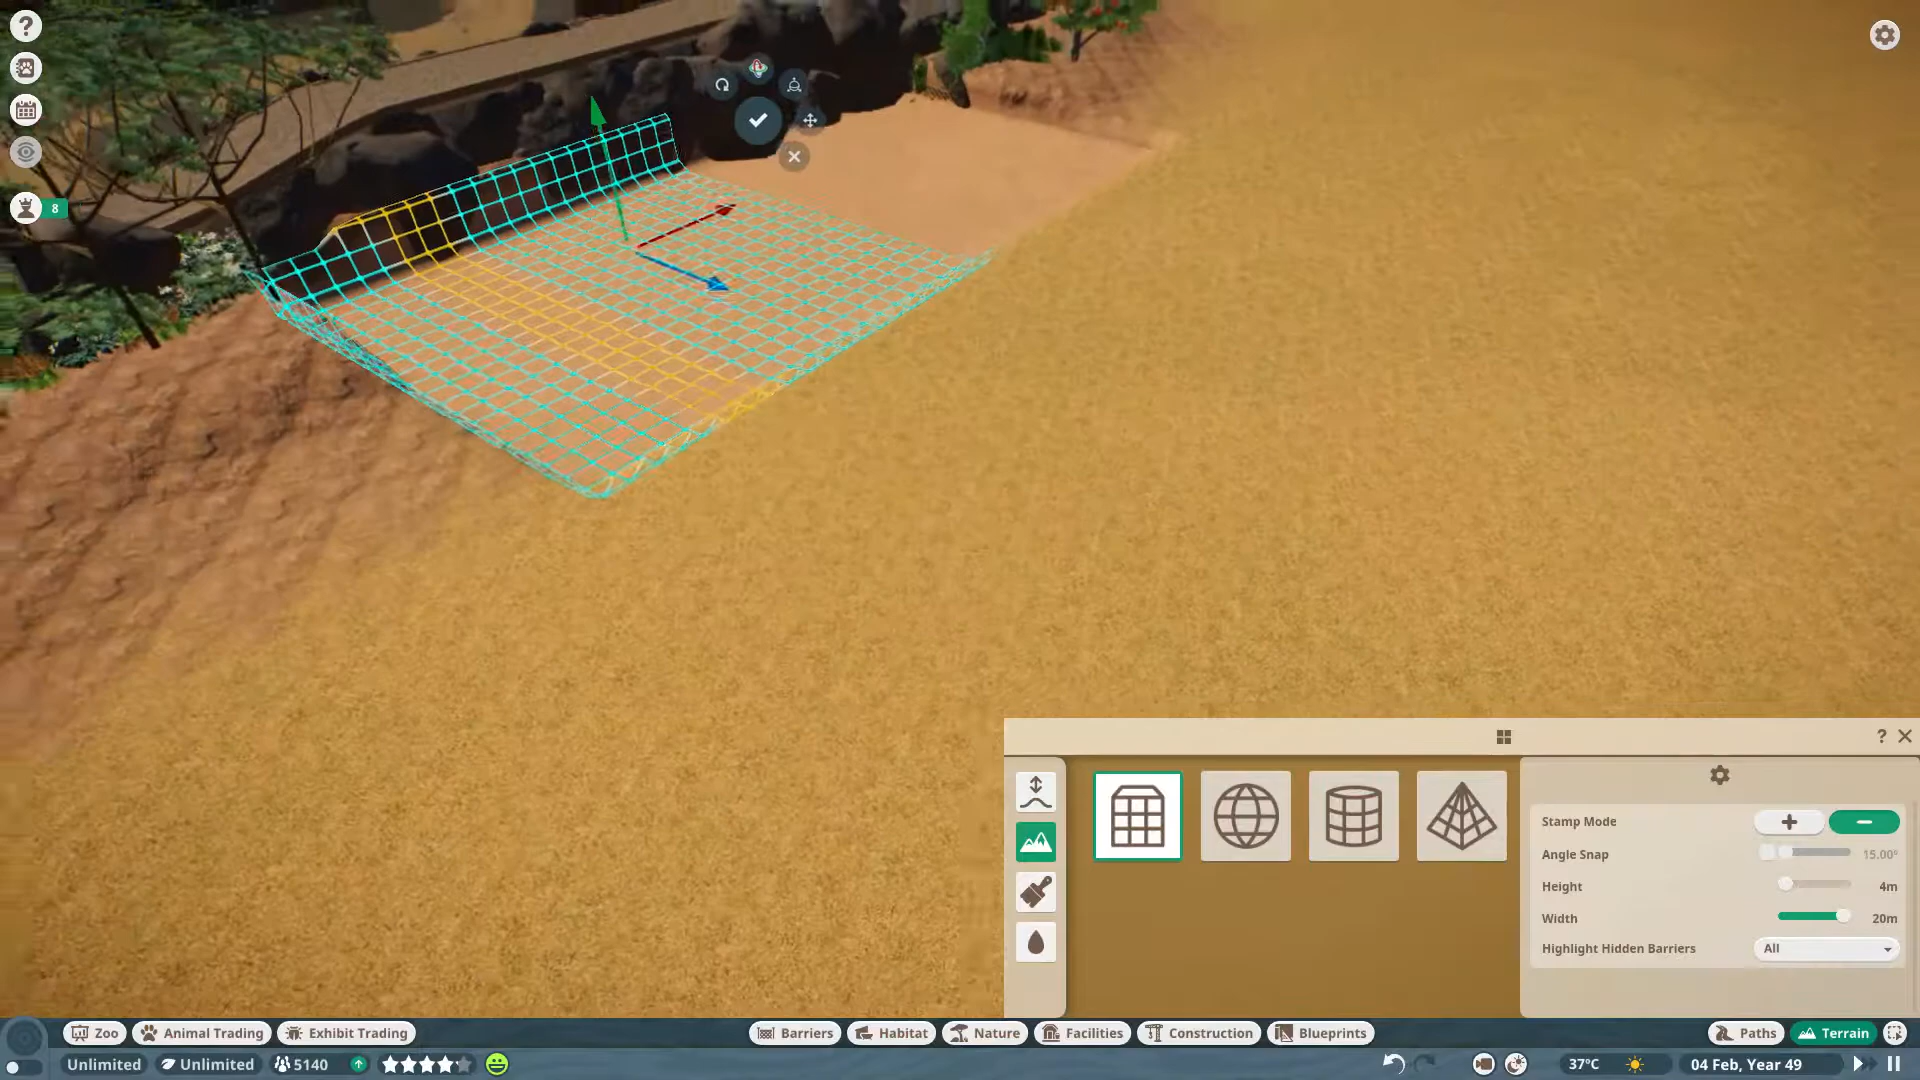 ?
8
?
Stamp Mode
Angle Snap 15.00°
Height 4m
Width 20m
Highlight Hidden Barriers All
Zoo Animal Trading Exhibit Trading Barriers Habitat Nature Facilities Construction Blueprints Paths Terrain
Unlimited Unlimited 5140 37°C 04 Feb, Year 49